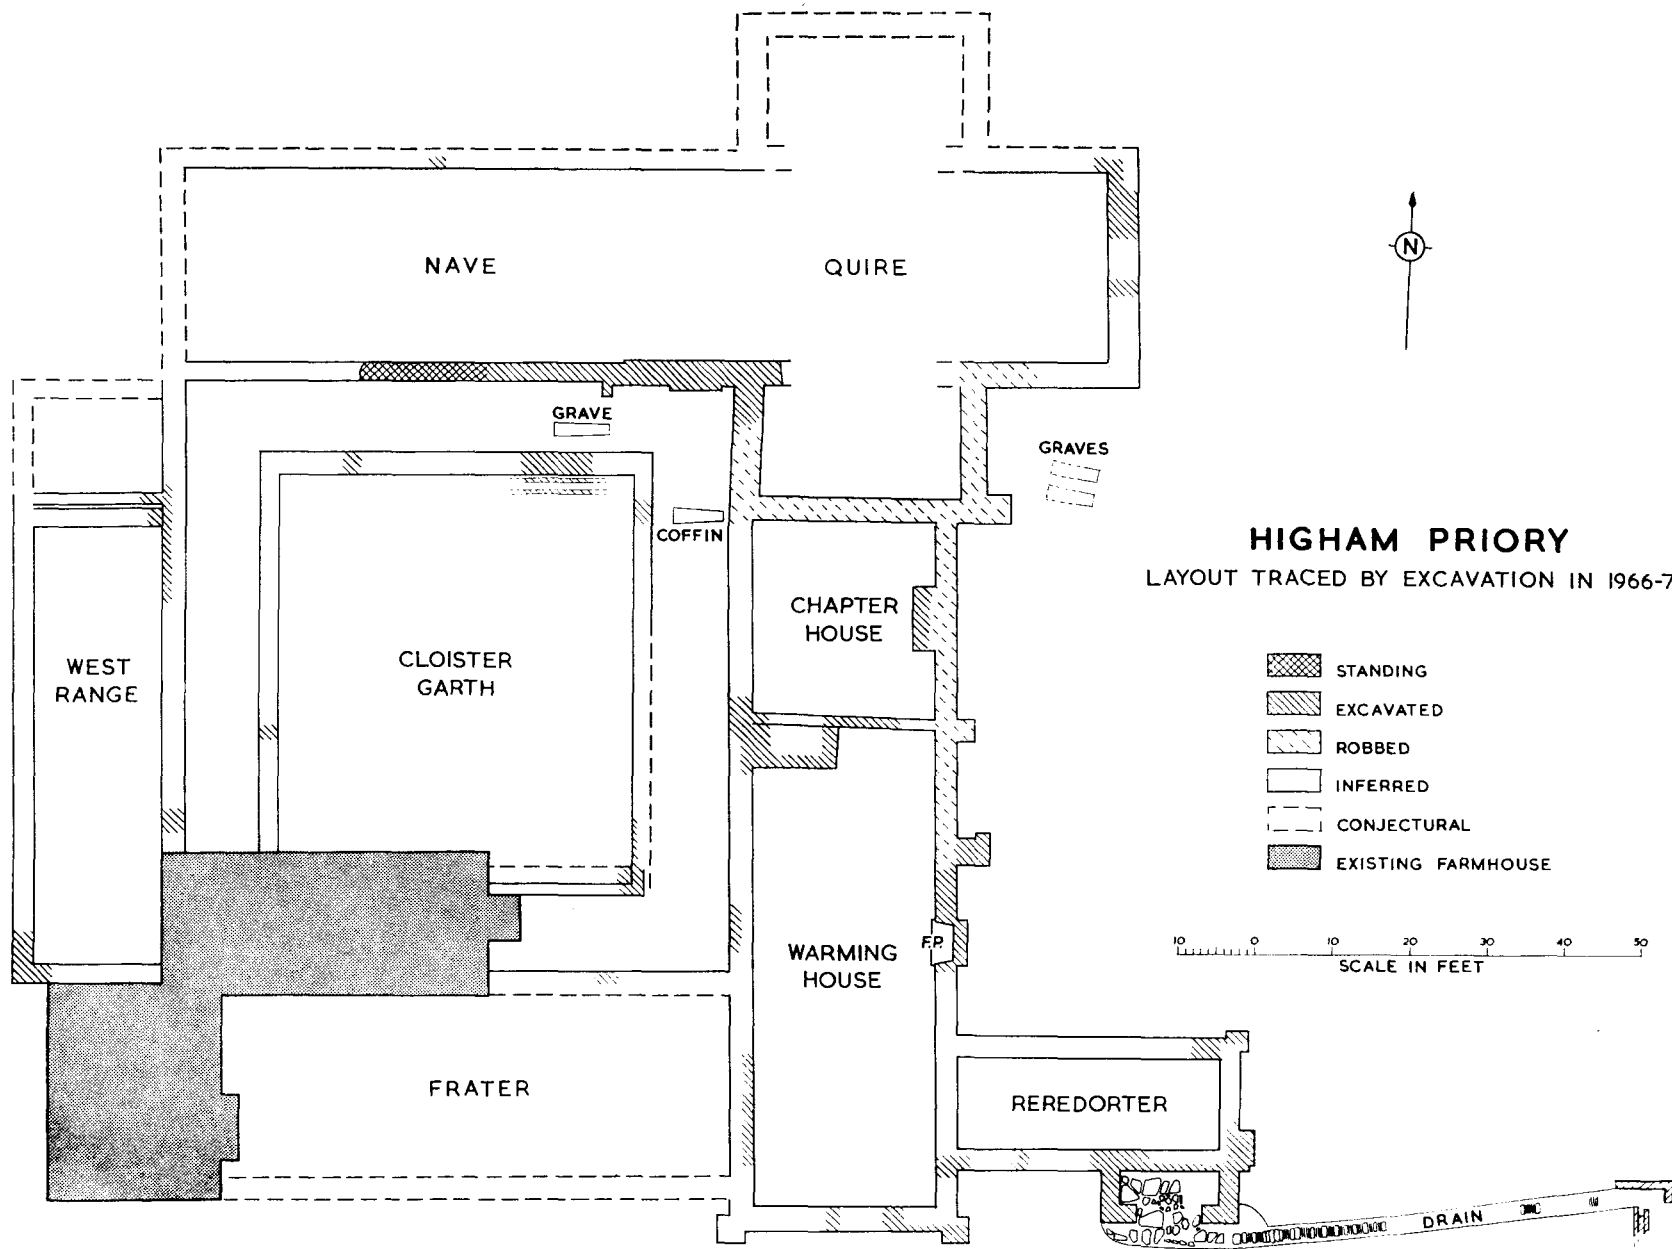 NAVE
QUIRE
N
GRAVE
GRAVES
COFFIN
HIGHAM PRIORY
LAYOUT TRACED BY EXCAVATION IN 1966-7
CHAPTER
HOUSE
WEST
RANGE
CLOISTER
GARTH
STANDING
EXCAVATED
ROBBED
INFERRED
CONJECTURAL
EXISTING FARMHOUSE
F.P.
WARMING
HOUSE
10 0 10 20 30 40 50
SCALE IN FEET
FRATER
REREDORTER
DRAIN